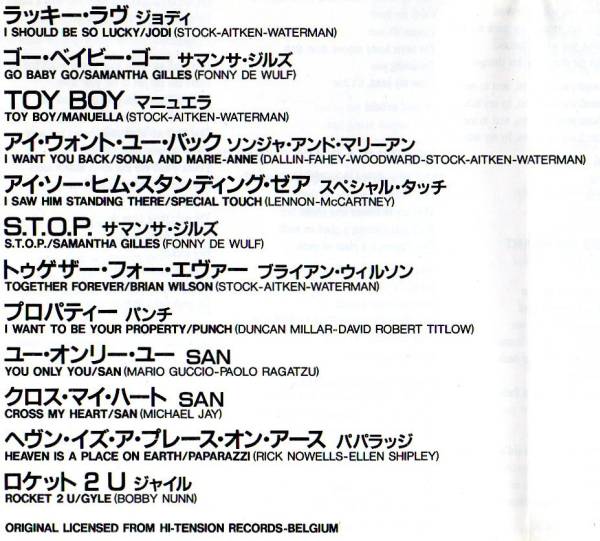 ラッキー・ラヴ ジョディ
I SHOULD BE SO LUCKY/JODI (STOCK-AITKEN-WATERMAN)
ゴー・ベイビー・ゴー サマンサ・ジルズ
GO BABY GO/SAMANTHA GILLES (FONNY DE WULF)
TOY BOY マニュエラ
TOY BOY/MANUELLA (STOCK-AITKEN-WATERMAN)
アイ・ウォント・ユー・バック ソンジャ・アンド・マリーアン
I WANT YOU BACK/SONJA AND MARIE-ANNE (DALLIN-FAHEY-WOODWARD-STOCK-AITKEN-WATERMAN)
アイ・ソー・ヒム・スタンディング・ゼア スペシャル・タッチ
I SAW HIM STANDING THERE/SPECIAL TOUCH (LENNON-McCARTNEY)
S.T.O.P. サマンサ・ジルズ
S.T.O.P./SAMANTHA GILLES (FONNY DE WULF)
トゥゲザー・フォー・エヴァー ブライアン・ウィルソン
TOGETHER FOREVER/BRIAN WILSON (STOCK-AITKEN-WATERMAN)
プロパティー パンチ
I WANT TO BE YOUR PROPERTY/PUNCH (DUNCAN MILLAR-DAVID ROBERT TITLOW)
ユー・オンリー・ユー SAN
YOU ONLY YOU/SAN (MARIO GUCCIO-PAOLO RAGATZU)
クロス・マイ・ハート SAN
CROSS MY HEART/SAN (MICHAEL JAY)
ヘヴン・イズ・ア・プレース・オン・アース パパラッジ
HEAVEN IS A PLACE ON EARTH/PAPARAZZI (RICK NOWELLS-ELLEN SHIPLEY)
ロケット 2 U ジャイル
ROCKET 2 U/GYLE (BOBBY NUNN)
ORIGINAL LICENSED FROM HI-TENSION RECORDS-BELGIUM